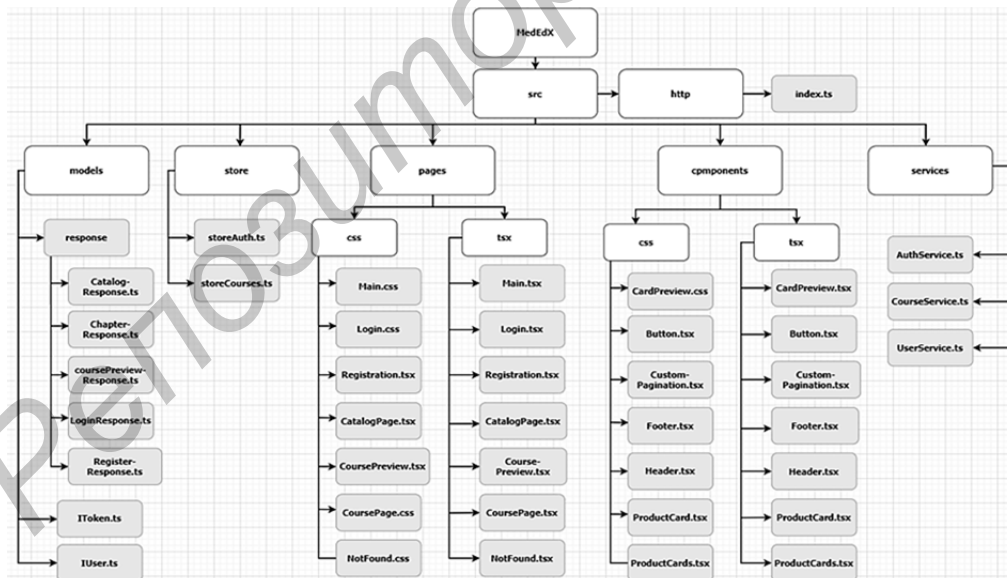 MedEdX
src
http
index.ts
models
store
pages
cpmponents
services
response
Catalog-
Response.ts
Chapter-
Response.ts
coursePreview-
Response.ts
LoginResponse.ts
Register-
Response.ts
IToken.ts
IUser.ts
storeAuth.ts
storeCourses.ts
css
Main.css
Login.css
Registration.tsx
CatalogPage.tsx
CoursePreview.tsx
CoursePage.css
NotFound.css
tsx
Main.tsx
Login.tsx
Registration.tsx
CatalogPage.tsx
Course-
Preview.tsx
CoursePage.tsx
NotFound.tsx
css
CardPreview.css
Button.tsx
Custom-
Pagination.tsx
Footer.tsx
Header.tsx
ProductCard.tsx
ProductCards.tsx
tsx
CardPreview.tsx
Button.tsx
Custom-
Pagination.tsx
Footer.tsx
Header.tsx
ProductCard.tsx
ProductCards.tsx
AuthService.ts
CourseService.ts
UserService.ts
Репозитор